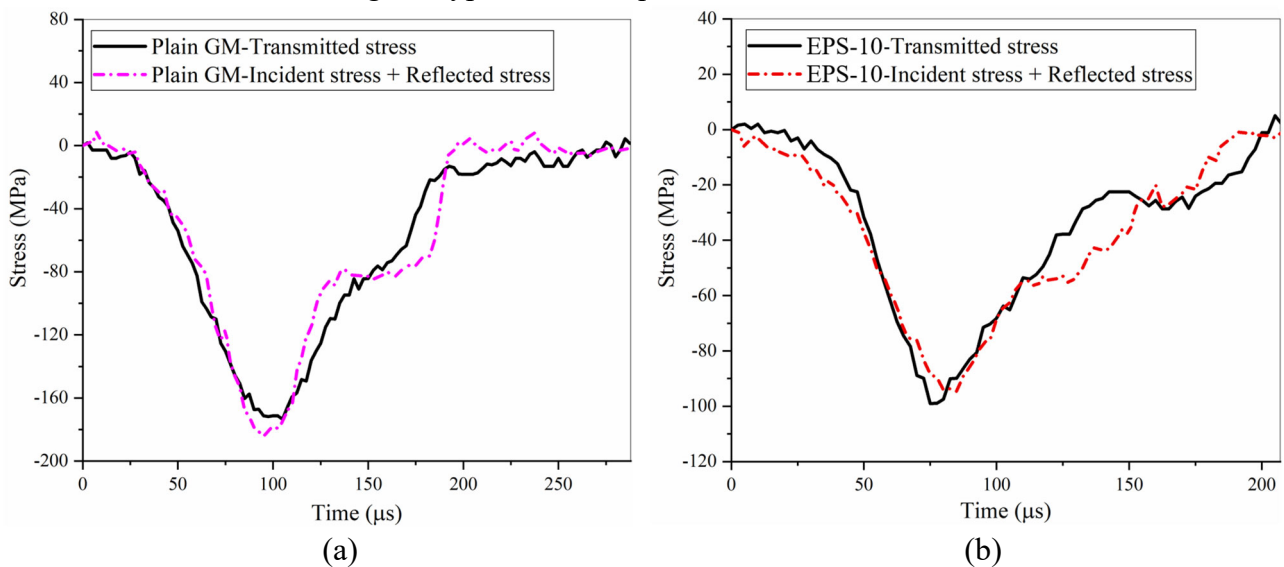 Plain GM-Transmitted stress
Plain GM-Incident stress + Reflected stress
80
40
0
-40
-80
-120
-160
-200
Stress (MPa)
0 50 100 150 200 250
Time (μs)
(a)
EPS-10-Transmitted stress
EPS-10-Incident stress + Reflected stress
40
20
0
-20
-40
-60
-80
-100
-120
Stress (MPa)
0 50 100 150 200
Time (μs)
(b)